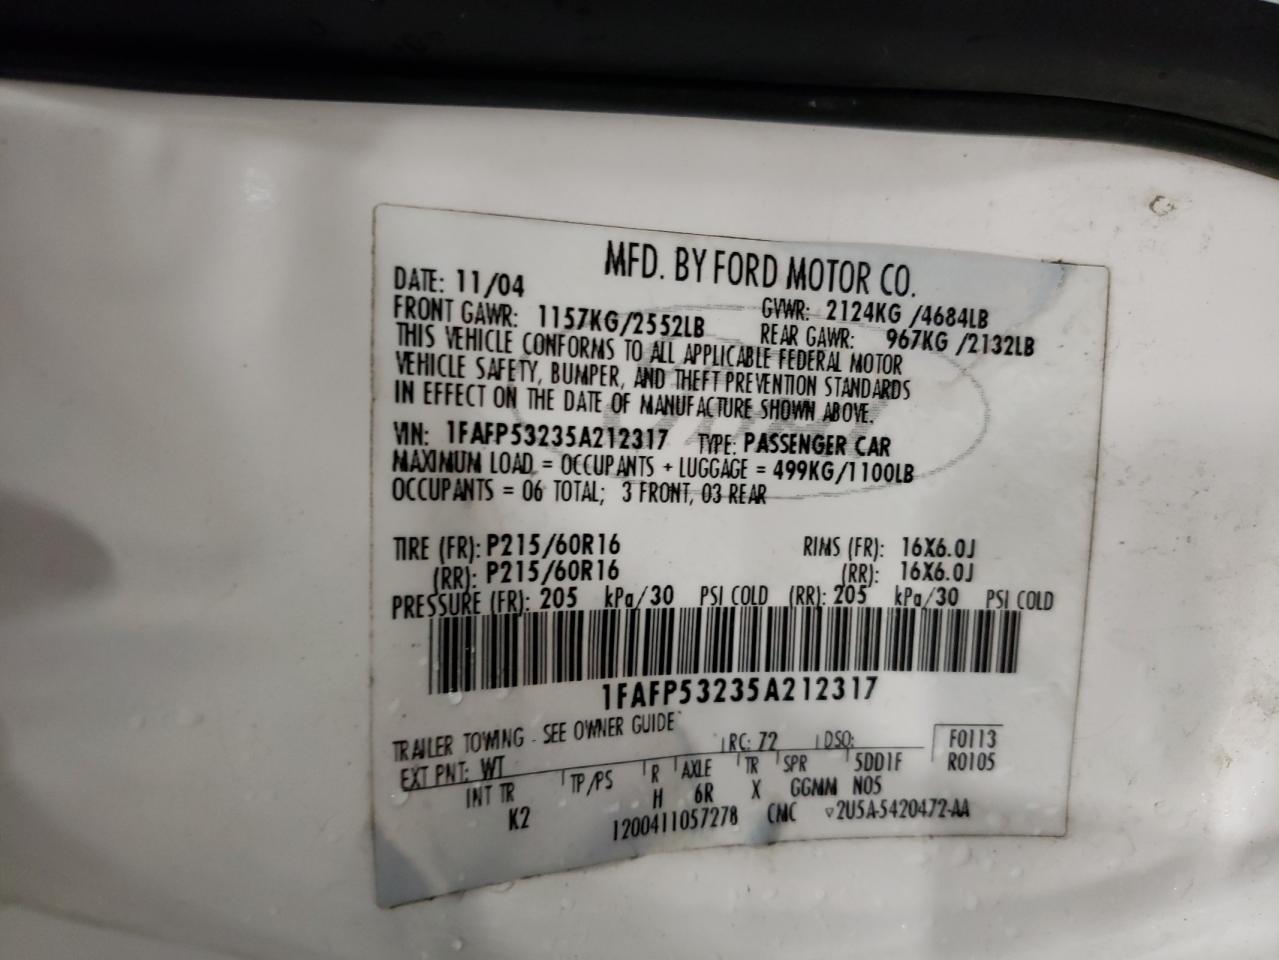 MFD. BY FORD MOTOR CO.
DATE: 11/04 GVWR: 2124KG /4684LB
FRONT GAWR: 1157KG/2552LB REAR GAWR: 967KG /2132LB
THIS VEHICLE CONFORMS TO ALL APPLICABLE FEDERAL MOTOR
VEHICLE SAFETY, BUMPER, AND THEFT PREVENTION STANDARDS
IN EFFECT ON THE DATE OF MANUFACTURE SHOWN ABOVE.
VIN: 1FAFP53235A212317 TYPE: PASSENGER CAR
MAXIMUM LOAD = OCCUPANTS + LUGGAGE = 499KG/1100LB
OCCUPANTS = 06 TOTAL; 3 FRONT, 03 REAR
TIRE (FR): P215/60R16 RIMS (FR): 16X6.0J
(RR): P215/60R16 (RR): 16X6.0J
PRESSURE (FR): 205 kPa/30 PSI COLD (RR): 205 kPa/30 PSI COLD
1FAFP53235A212317
TRAILER TOWING - SEE OWNER GUIDE
EXT PNT: WT RC: 72 DSO: F0113
INT TR TP/PS R AXLE TR SPR 5DD1F R0105
K2 H 6R X GGMM N05
1200411057278 CMC ▽2U5A-5420472-AA